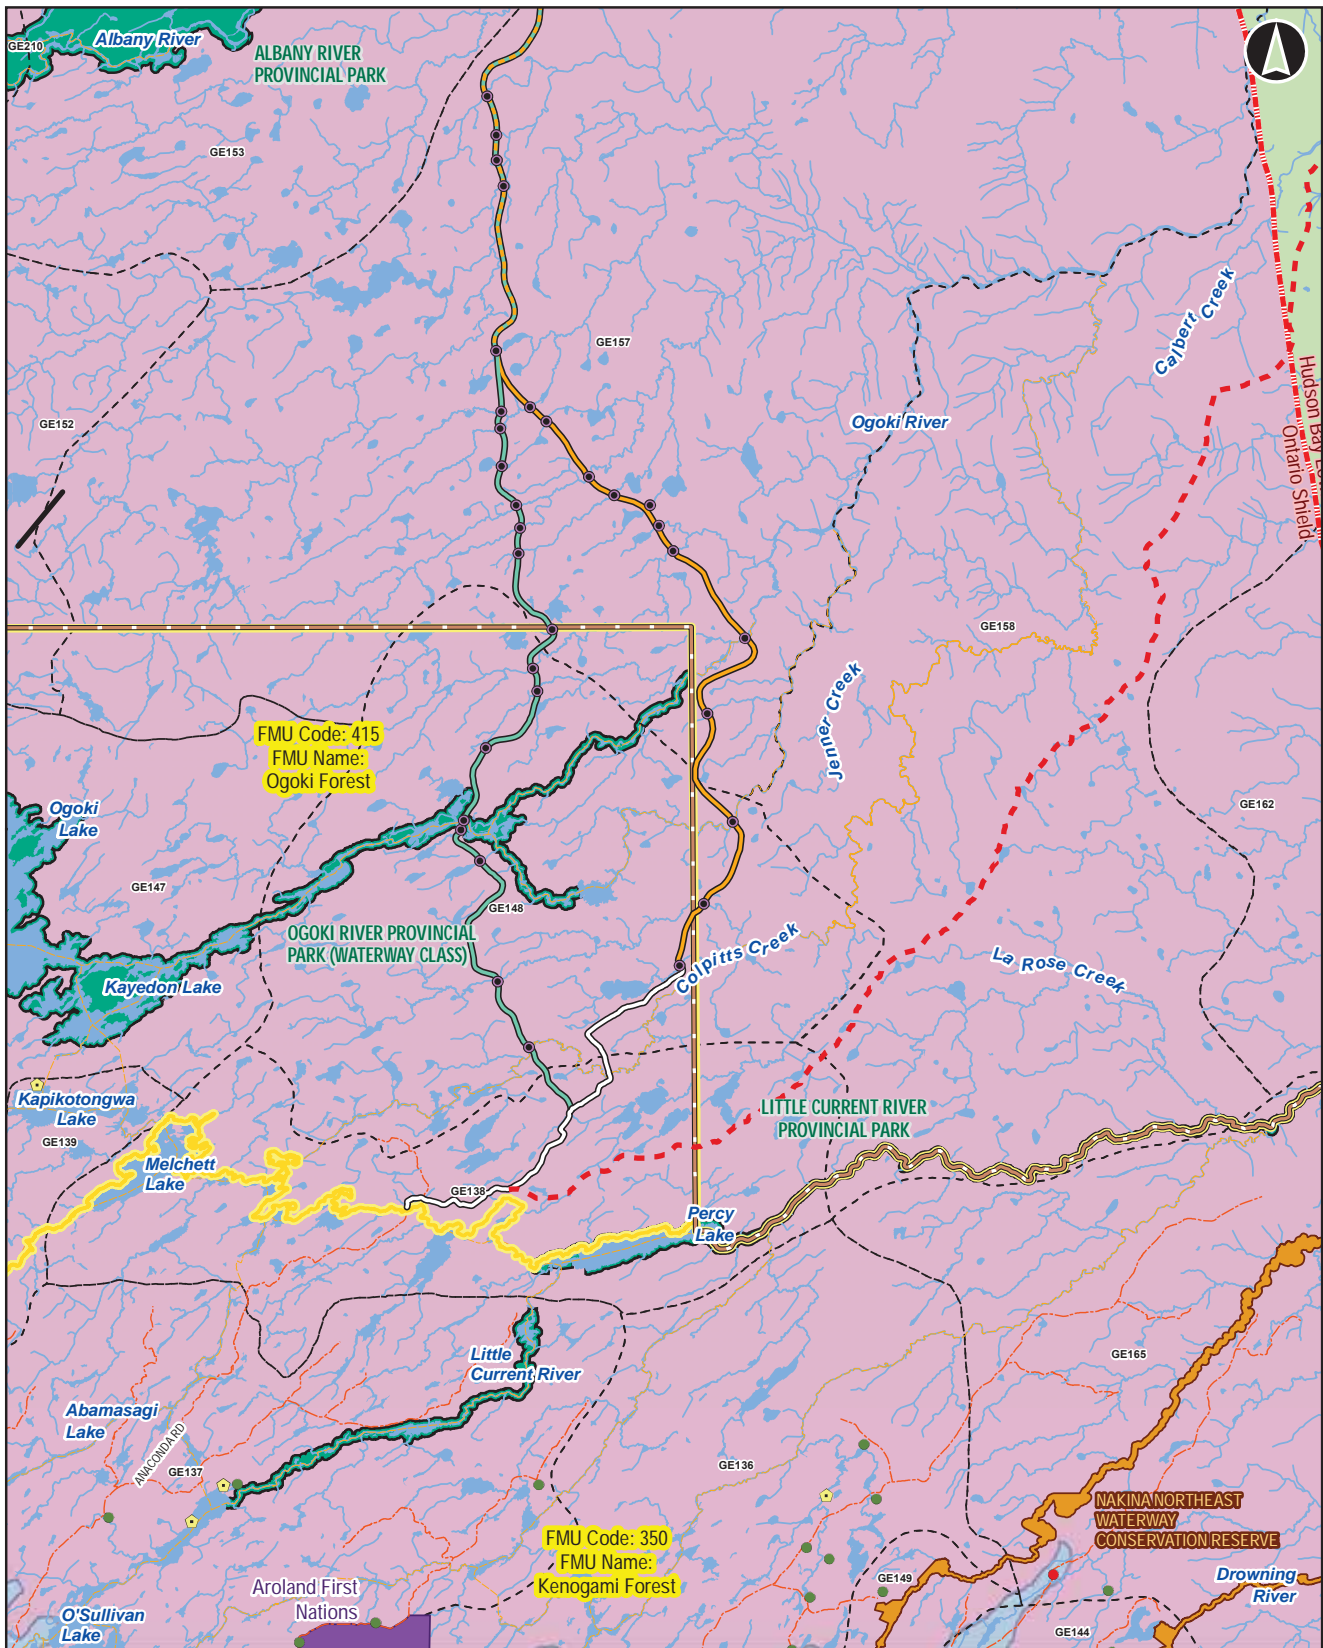 GE210
Albany River
ALBANY RIVER
PROVINCIAL PARK
GE153
Calbert Creek
GE157
Hudson Bay
Ontario Shield
GE152
Ogoki River
GE158
Jenner Creek
FMU Code: 415
FMU Name:
Ogoki Forest
Ogoki
Lake
GE162
GE147
GE148
OGOKI RIVER PROVINCIAL
PARK (WATERWAY CLASS)
Colpitts Creek
La Rose Creek
Kayedon Lake
Kapikotongwa
Lake
LITTLE CURRENT RIVER
PROVINCIAL PARK
GE139
Melchett
Lake
GE138
Percy
Lake
Little
Current River
GE165
Abamasagi
Lake
ANACONDA RD
GE137
GE136
NAKINA NORTHEAST
WATERWAY
CONSERVATION RESERVE
FMU Code: 350
FMU Name:
Kenogami Forest
Aroland First
Nations
GE149
Drowning
River
O'Sullivan
Lake
GE144